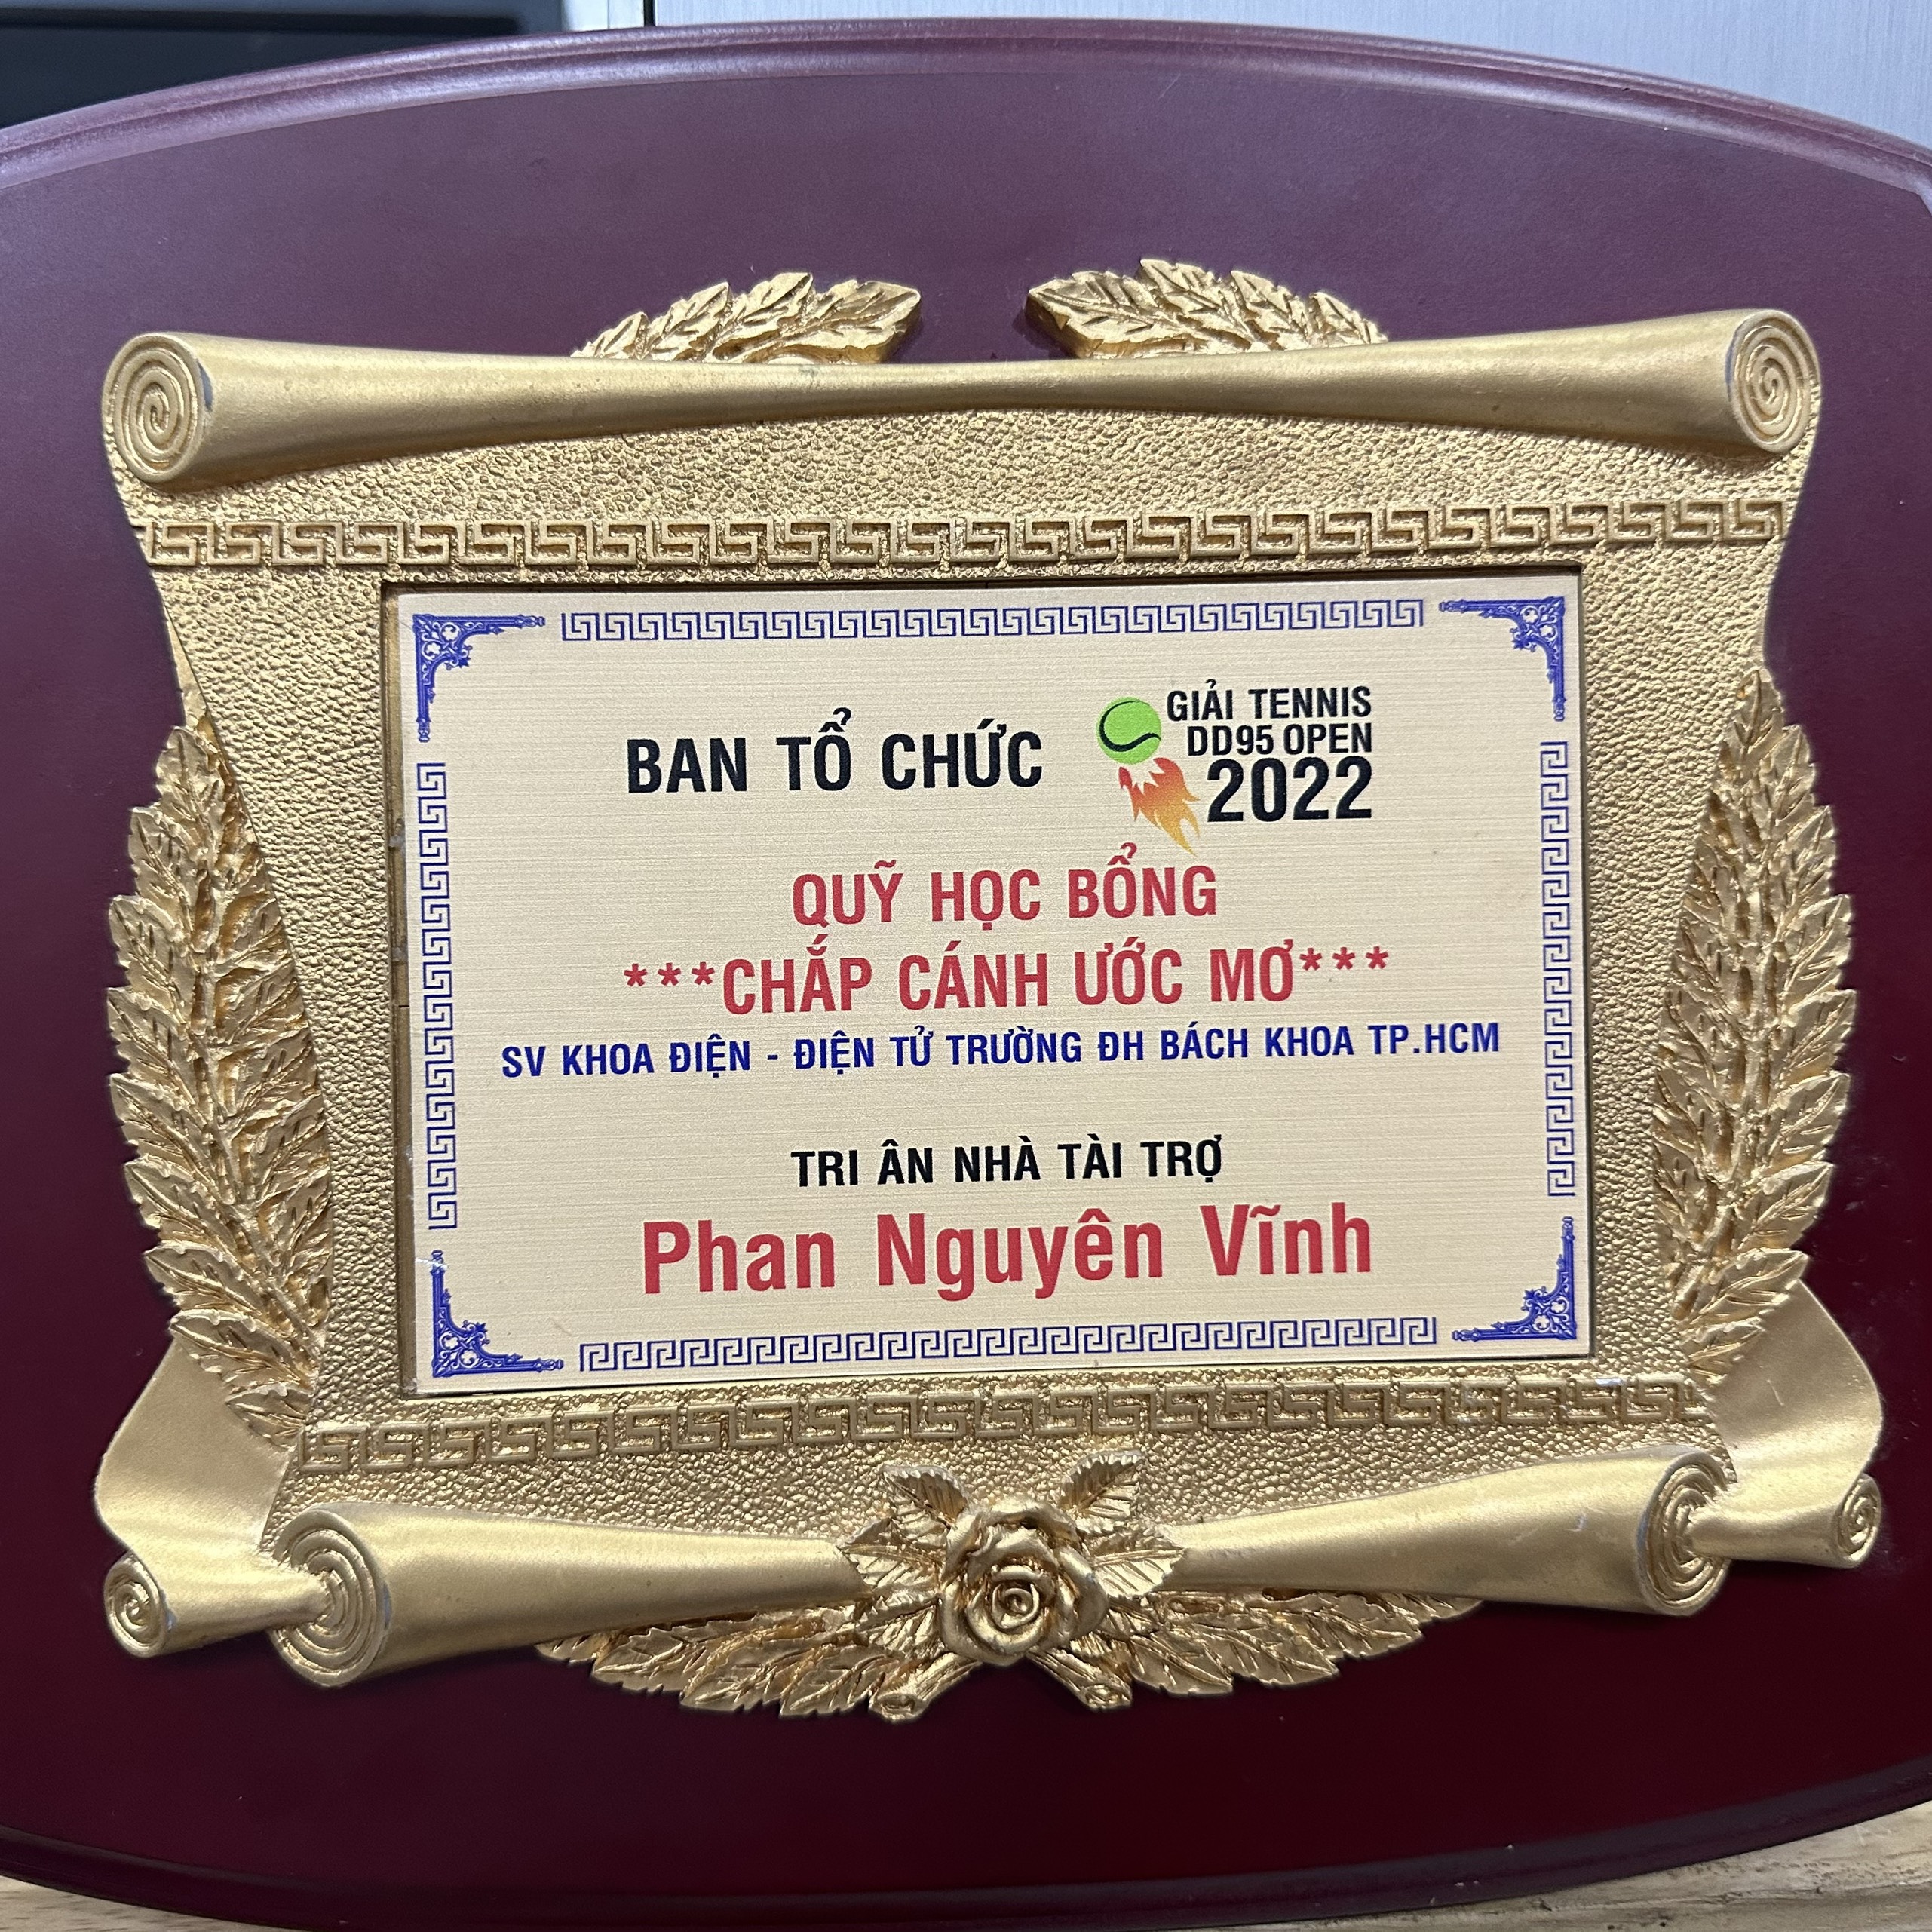 BAN TỔ CHỨC
GIẢI TENNIS
DD95 OPEN
2022
QUỸ HỌC BỔNG
***CHẮP CÁNH ƯỚC MƠ***
SV KHOA ĐIỆN - ĐIỆN TỬ TRƯỜNG ĐH BÁCH KHOA TP.HCM
TRI ÂN NHÀ TÀI TRỢ
Phan Nguyên Vĩnh